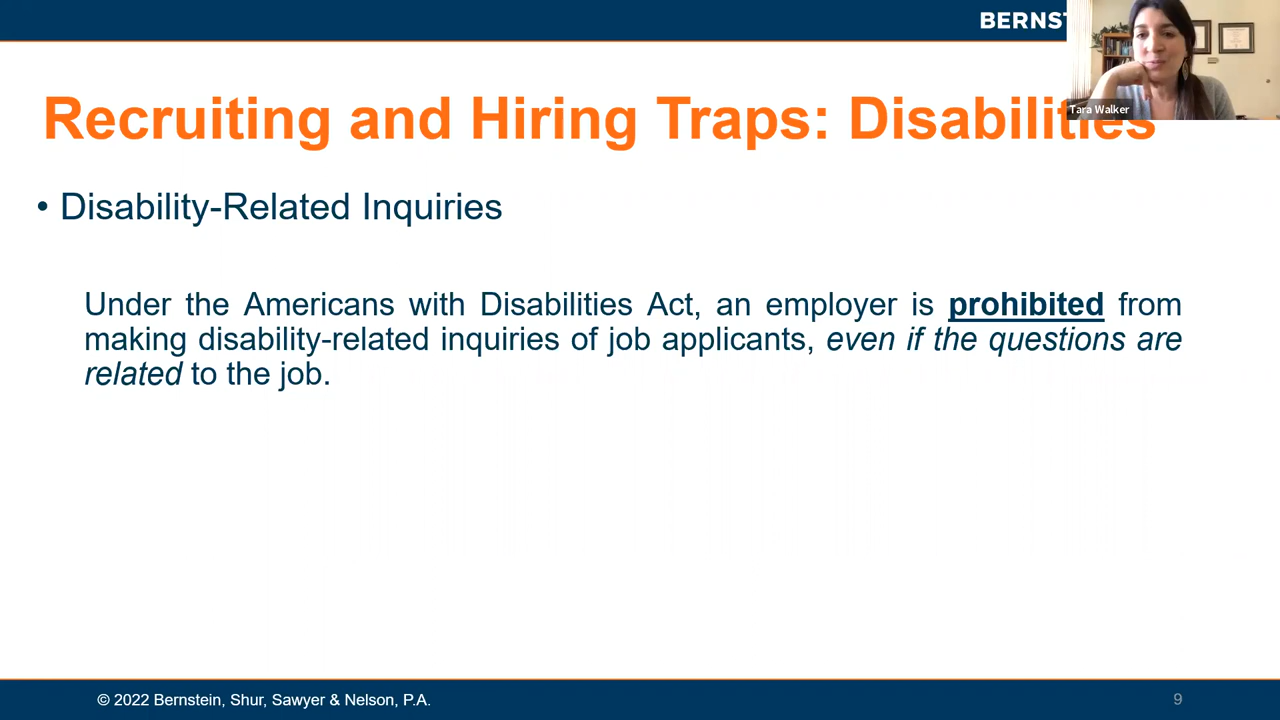 BERNST
Tara Walker
Recruiting and Hiring Traps: Disabilities
• Disability-Related Inquiries
Under the Americans with Disabilities Act, an employer is prohibited from
making disability-related inquiries of job applicants, even if the questions are
related to the job.
© 2022 Bernstein, Shur, Sawyer & Nelson, P.A.
9